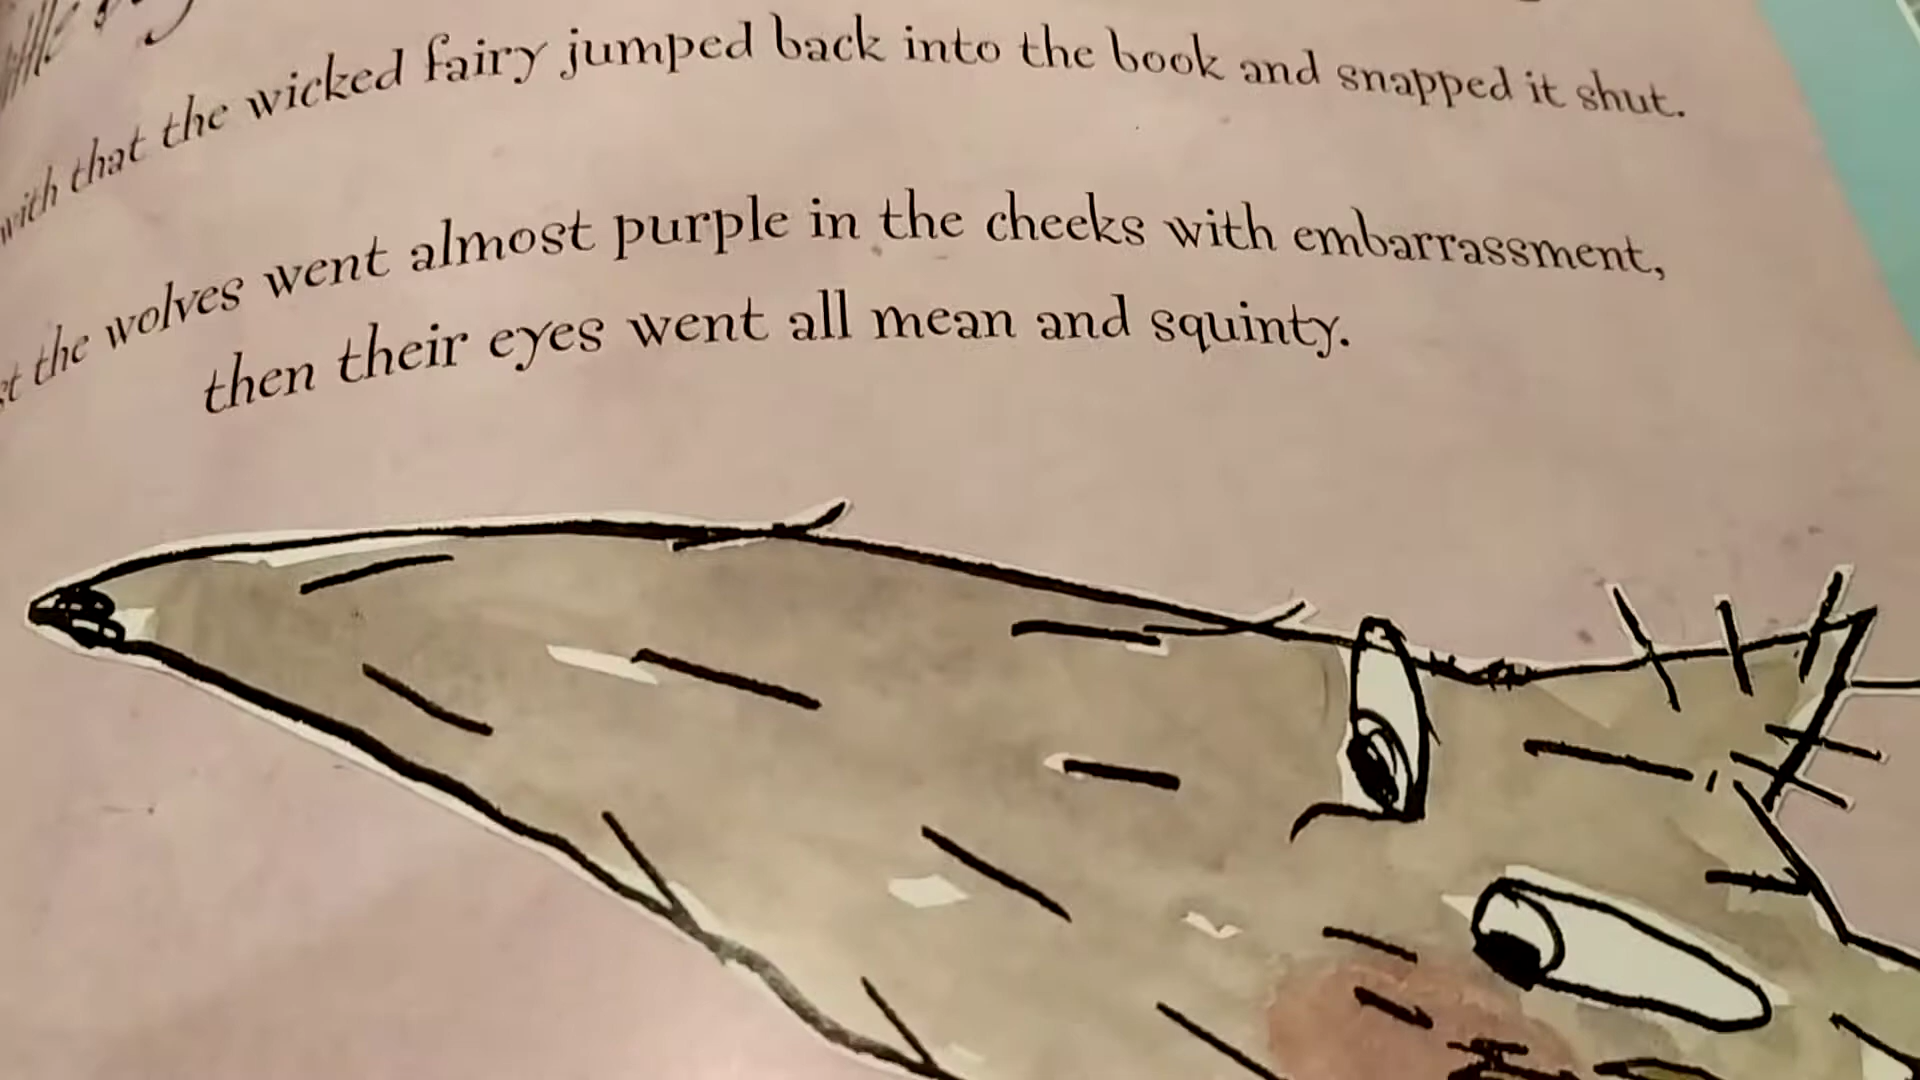 with that the wicked fairy jumped back into the book and snapped it shut.
the wolves went almost purple in the cheeks with embarrassment,
then their eyes went all mean and squinty.